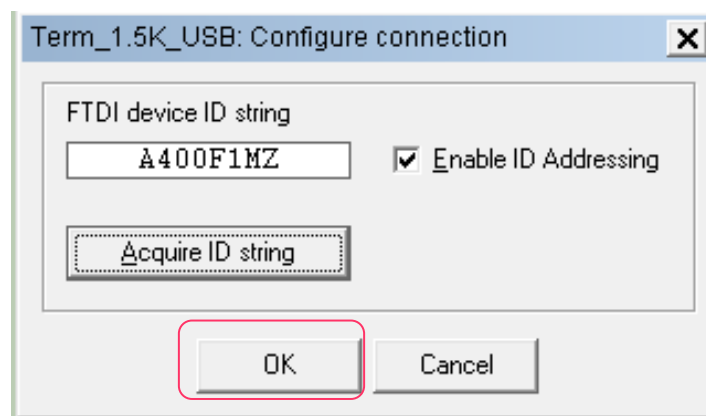 Term_1.5K_USB: Configure connection
FTDI device ID string
A400F1MZ
Enable ID Addressing
Acquire ID string
OK
Cancel